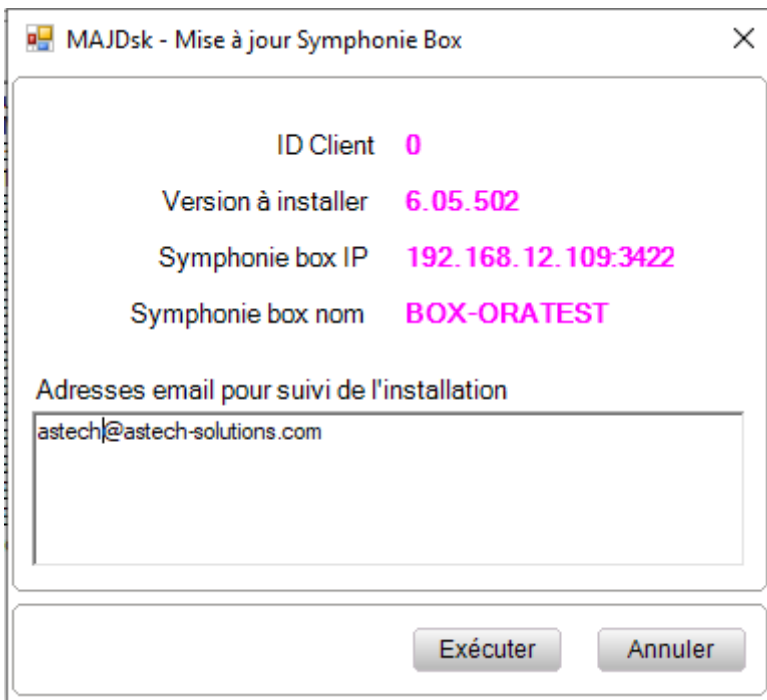 MAJDsk - Mise à jour Symphonie Box
ID Client 0
Version à installer 6.05.502
Symphonie box IP 192.168.12.109:3422
Symphonie box nom BOX-ORATEST
Adresses email pour suivi de l'installation
astech@astech-solutions.com
Exécuter Annuler